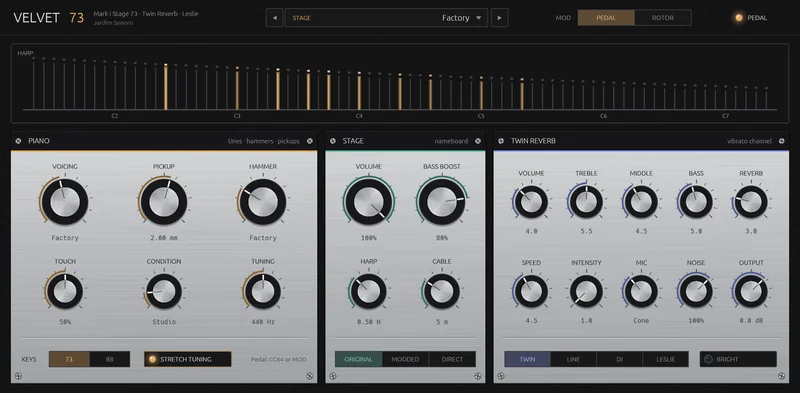 VELVET 73
Mark I Stage 73 · Twin Reverb · Leslie
Jardim Sonoro
STAGE Factory
MOD PEDAL ROTOR
PEDAL
HARP
C2 C3 C4 C5 C6 C7
PIANO tines · hammers · pickups
VOICING PICKUP HAMMER
Factory 2.00 mm Factory
TOUCH CONDITION TUNING
50% Studio 440 Hz
KEYS 73 88 STRETCH TUNING Pedal: CC64 or MOD
STAGE nameboard
VOLUME BASS BOOST
100% 80%
HARP CABLE
0.50 H 5 m
ORIGINAL MODDED DIRECT
TWIN REVERB vibrato channel
VOLUME TREBLE MIDDLE BASS REVERB
4.0 5.5 4.5 5.0 3.0
SPEED INTENSITY MIC NOISE OUTPUT
4.5 1.0 Cone 100% 0.0 dB
TWIN LINE DI LESLIE BRIGHT